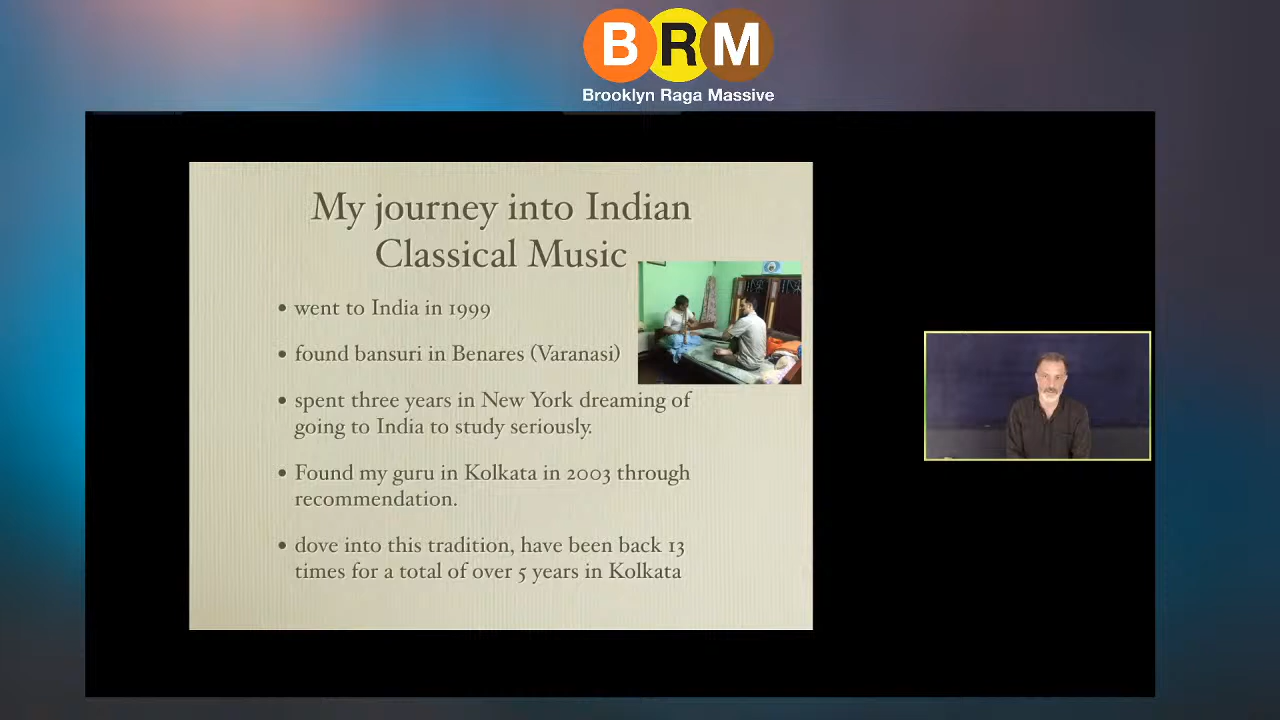 BRM
Brooklyn Raga Massive
My journey into Indian
Classical Music
• went to India in 1999
• found bansuri in Benares (Varanasi)
• spent three years in New York dreaming of
going to India to study seriously.
• Found my guru in Kolkata in 2003 through
recommendation.
• dove into this tradition, have been back 13
times for a total of over 5 years in Kolkata